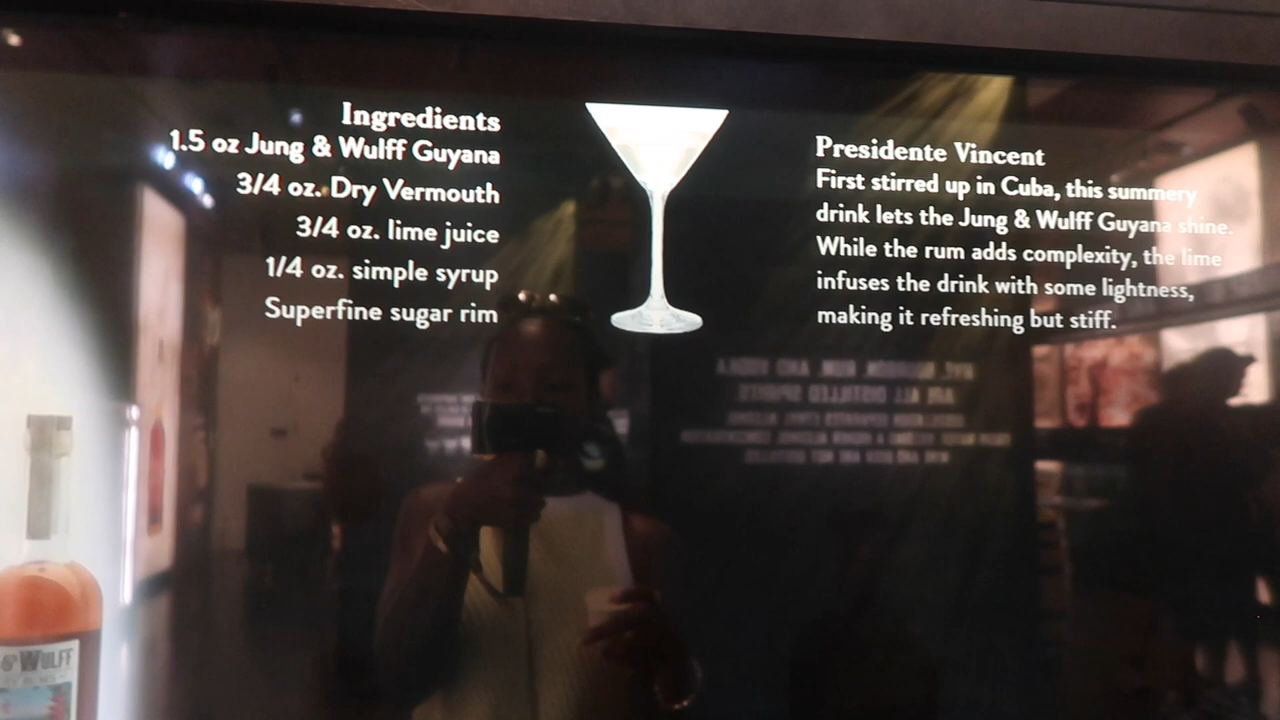 Ingredients
1.5 oz Jung & Wulff Guyana
3/4 oz. Dry Vermouth
3/4 oz. lime juice
1/4 oz. simple syrup
Superfine sugar rim
Presidente Vincent
First stirred up in Cuba, this summery
drink lets the Jung & Wulff Guyana shine.
While the rum adds complexity, the lime
infuses the drink with some lightness,
making it refreshing but stiff.
RYE, BOURBON, RUM, AND VODKA
ARE ALL DISTILLED SPIRITS
& WULFF